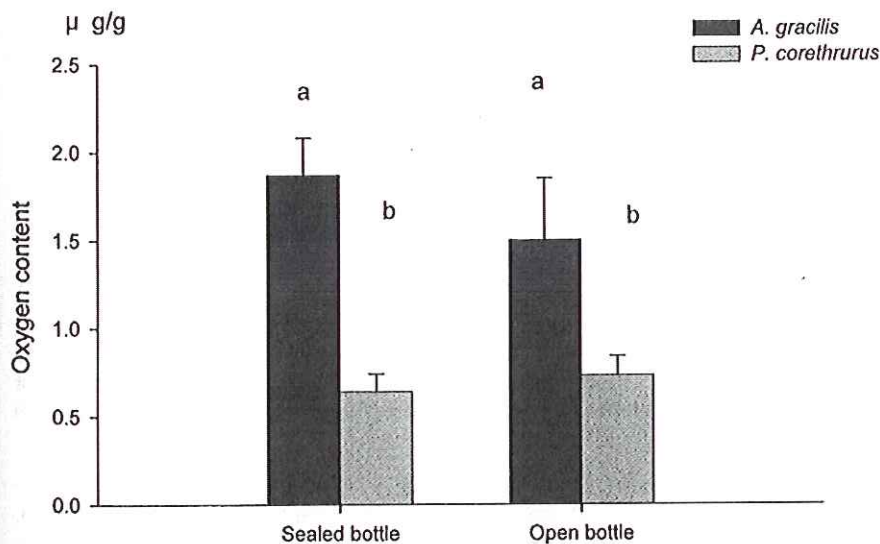 μ g/g
A. gracilis
P. corethrurus
2.5
2.0
1.5
1.0
0.5
0.0
Oxygen content
a
b
a
b
Sealed bottle
Open bottle